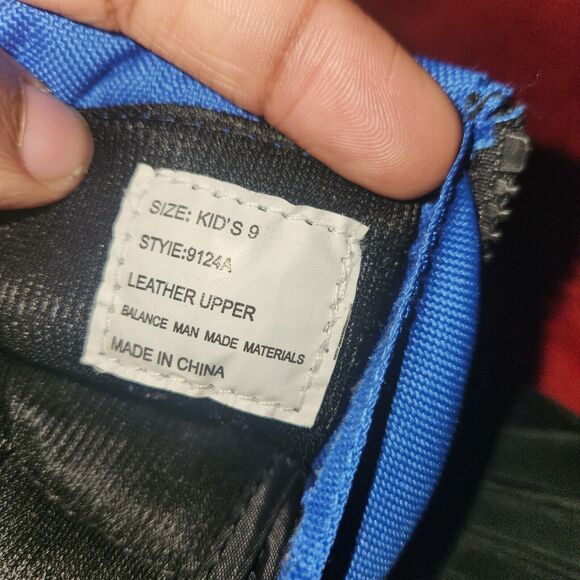 SIZE: KID'S 9
STYIE:9124A
LEATHER UPPER
BALANCE MAN MADE MATERIALS
MADE IN CHINA